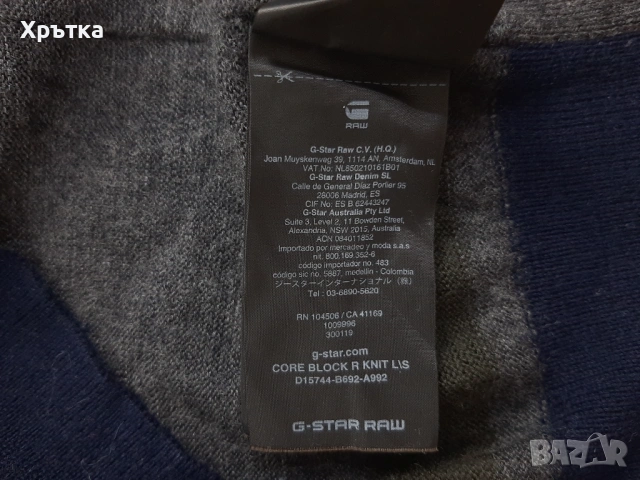 Хрътка
RAW
G-Star Raw C.V. (H.Q.)
Joan Muyskenweg 39, 1114 AN, Amsterdam, NL
VAT No: NL850210161B01
G-Star Raw Denim SL
Calle de General Díaz Porlier 95
28006 Madrid, ES
CIF No: ES B 62443247
G-Star Australia Pty Ltd
Suite 3, Level 2, 11 Bowden Street,
Alexandria, NSW 2015, Australia
ACN 084011852
Importado por mercadeo y moda s.a.s
nit. 800.169.352-6
código importador no. 483
código sic no. 5887, medellin - Colombia
ジースターインターナショナル (株)
Tel : 03-6890-5620
RN 104506 / CA 41169
1009996
300119
g-star.com
CORE BLOCK R KNIT L\S
D15744-B692-A992
G-STAR RAW
BAZAR